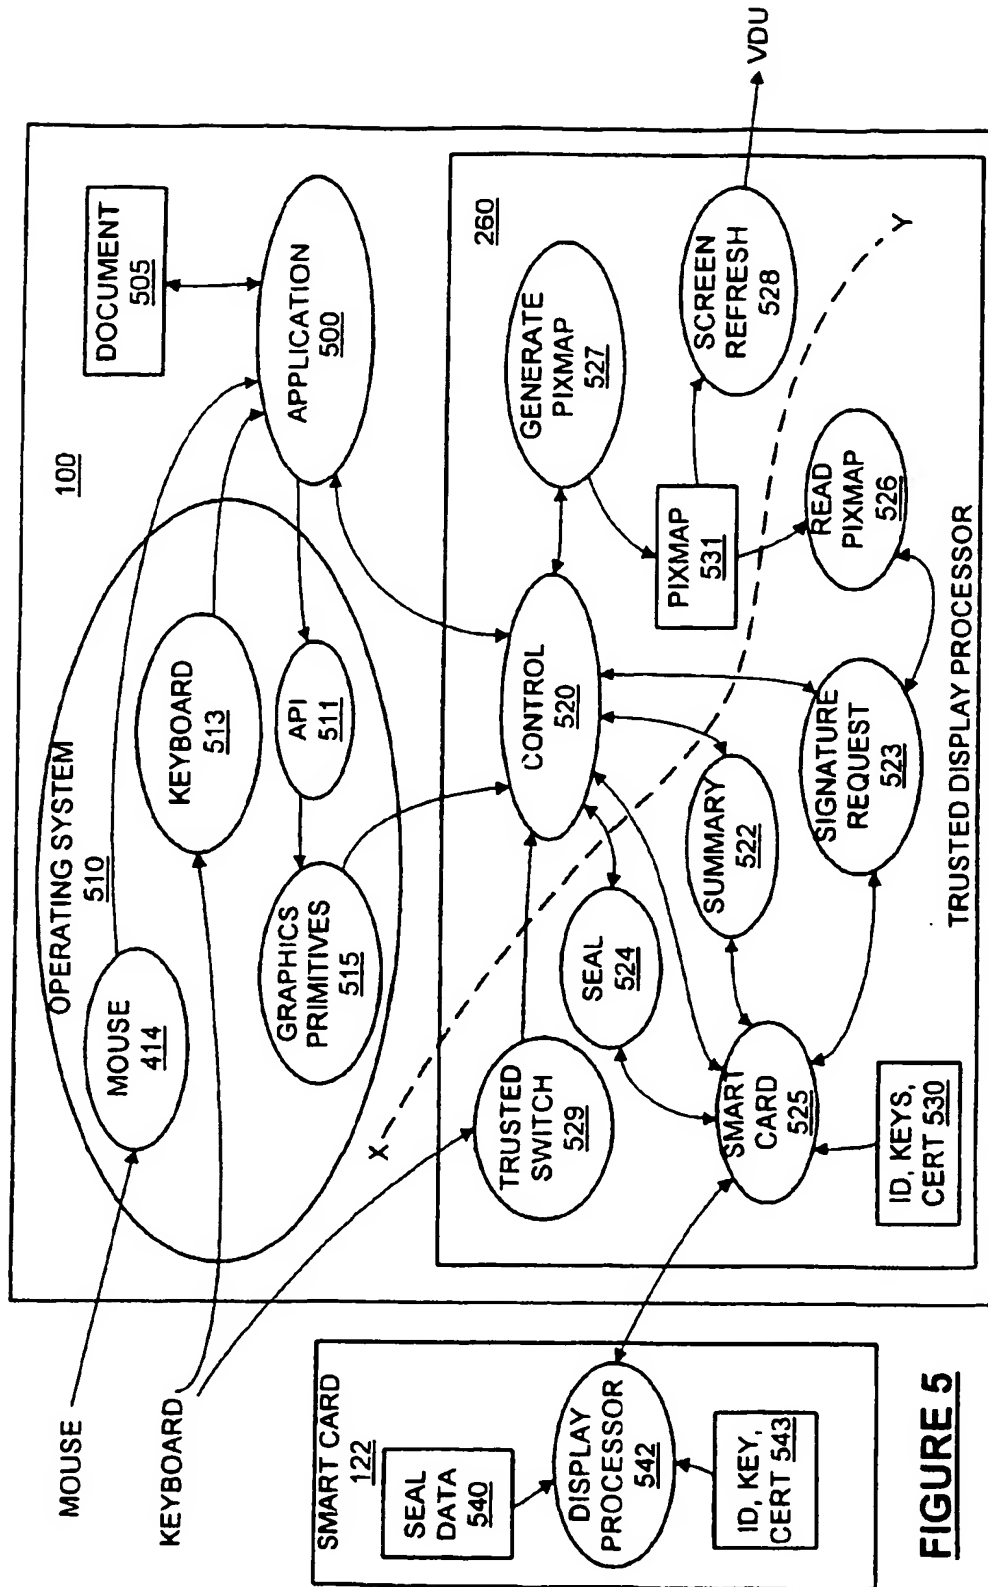 MOUSE
KEYBOARD
100
OPERATING SYSTEM
510
MOUSE
414
KEYBOARD
513
API
511
GRAPHICS
PRIMITIVES
515
DOCUMENT
505
APPLICATION
500
X
260
TRUSTED
SWITCH
529
SEAL
524
CONTROL
520
GENERATE
PIXMAP
527
PIXMAP
531
SCREEN
REFRESH
528
VDU
SMART
CARD
525
SUMMARY
522
SIGNATURE
REQUEST
523
READ
PIXMAP
526
Y
ID, KEYS,
CERT 530
TRUSTED DISPLAY PROCESSOR
SMART CARD
122
SEAL
DATA
540
DISPLAY
PROCESSOR
542
ID, KEY,
CERT 543
FIGURE 5